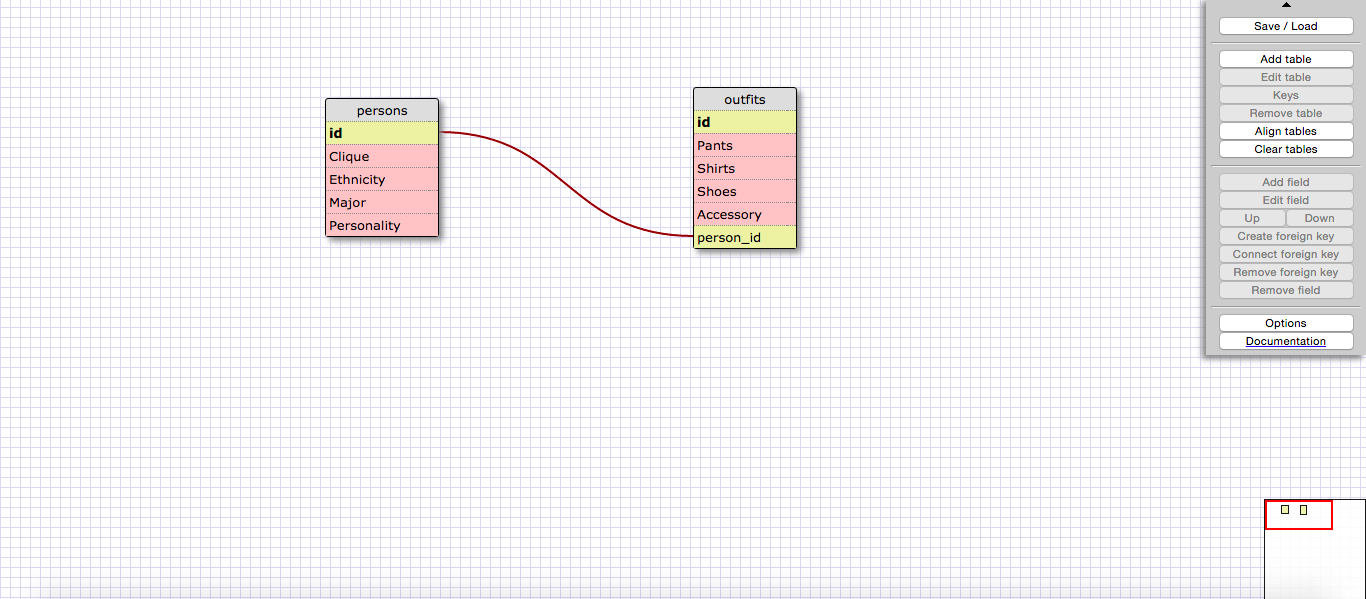 persons
id
Clique
Ethnicity
Major
Personality
outfits
id
Pants
Shirts
Shoes
Accessory
person_id
Save / Load
Add table
Edit table
Keys
Remove table
Align tables
Clear tables
Add field
Edit field
Up Down
Create foreign key
Connect foreign key
Remove foreign key
Remove field
Options
Documentation